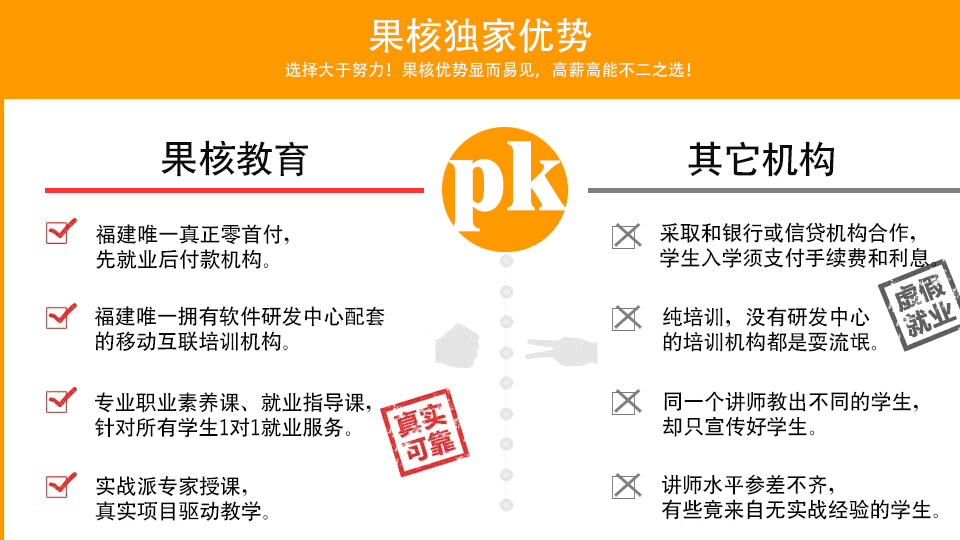 果核独家优势
选择大于努力！果核优势显而易见，高薪高能不二之选！
果核教育
pk
其它机构
福建唯一真正零首付，
先就业后付款机构。
福建唯一拥有软件研发中心配套
的移动互联培训机构。
专业职业素养课、就业指导课，
针对所有学生1对1就业服务。
真实
可靠
实战派专家授课，
真实项目驱动教学。
采取和银行或信贷机构合作，
学生入学须支付手续费和利息。
虚假
就业
纯培训，没有研发中心
的培训机构都是耍流氓。
同一个讲师教出不同的学生，
却只宣传好学生。
讲师水平参差不齐，
有些竟来自无实战经验的学生。